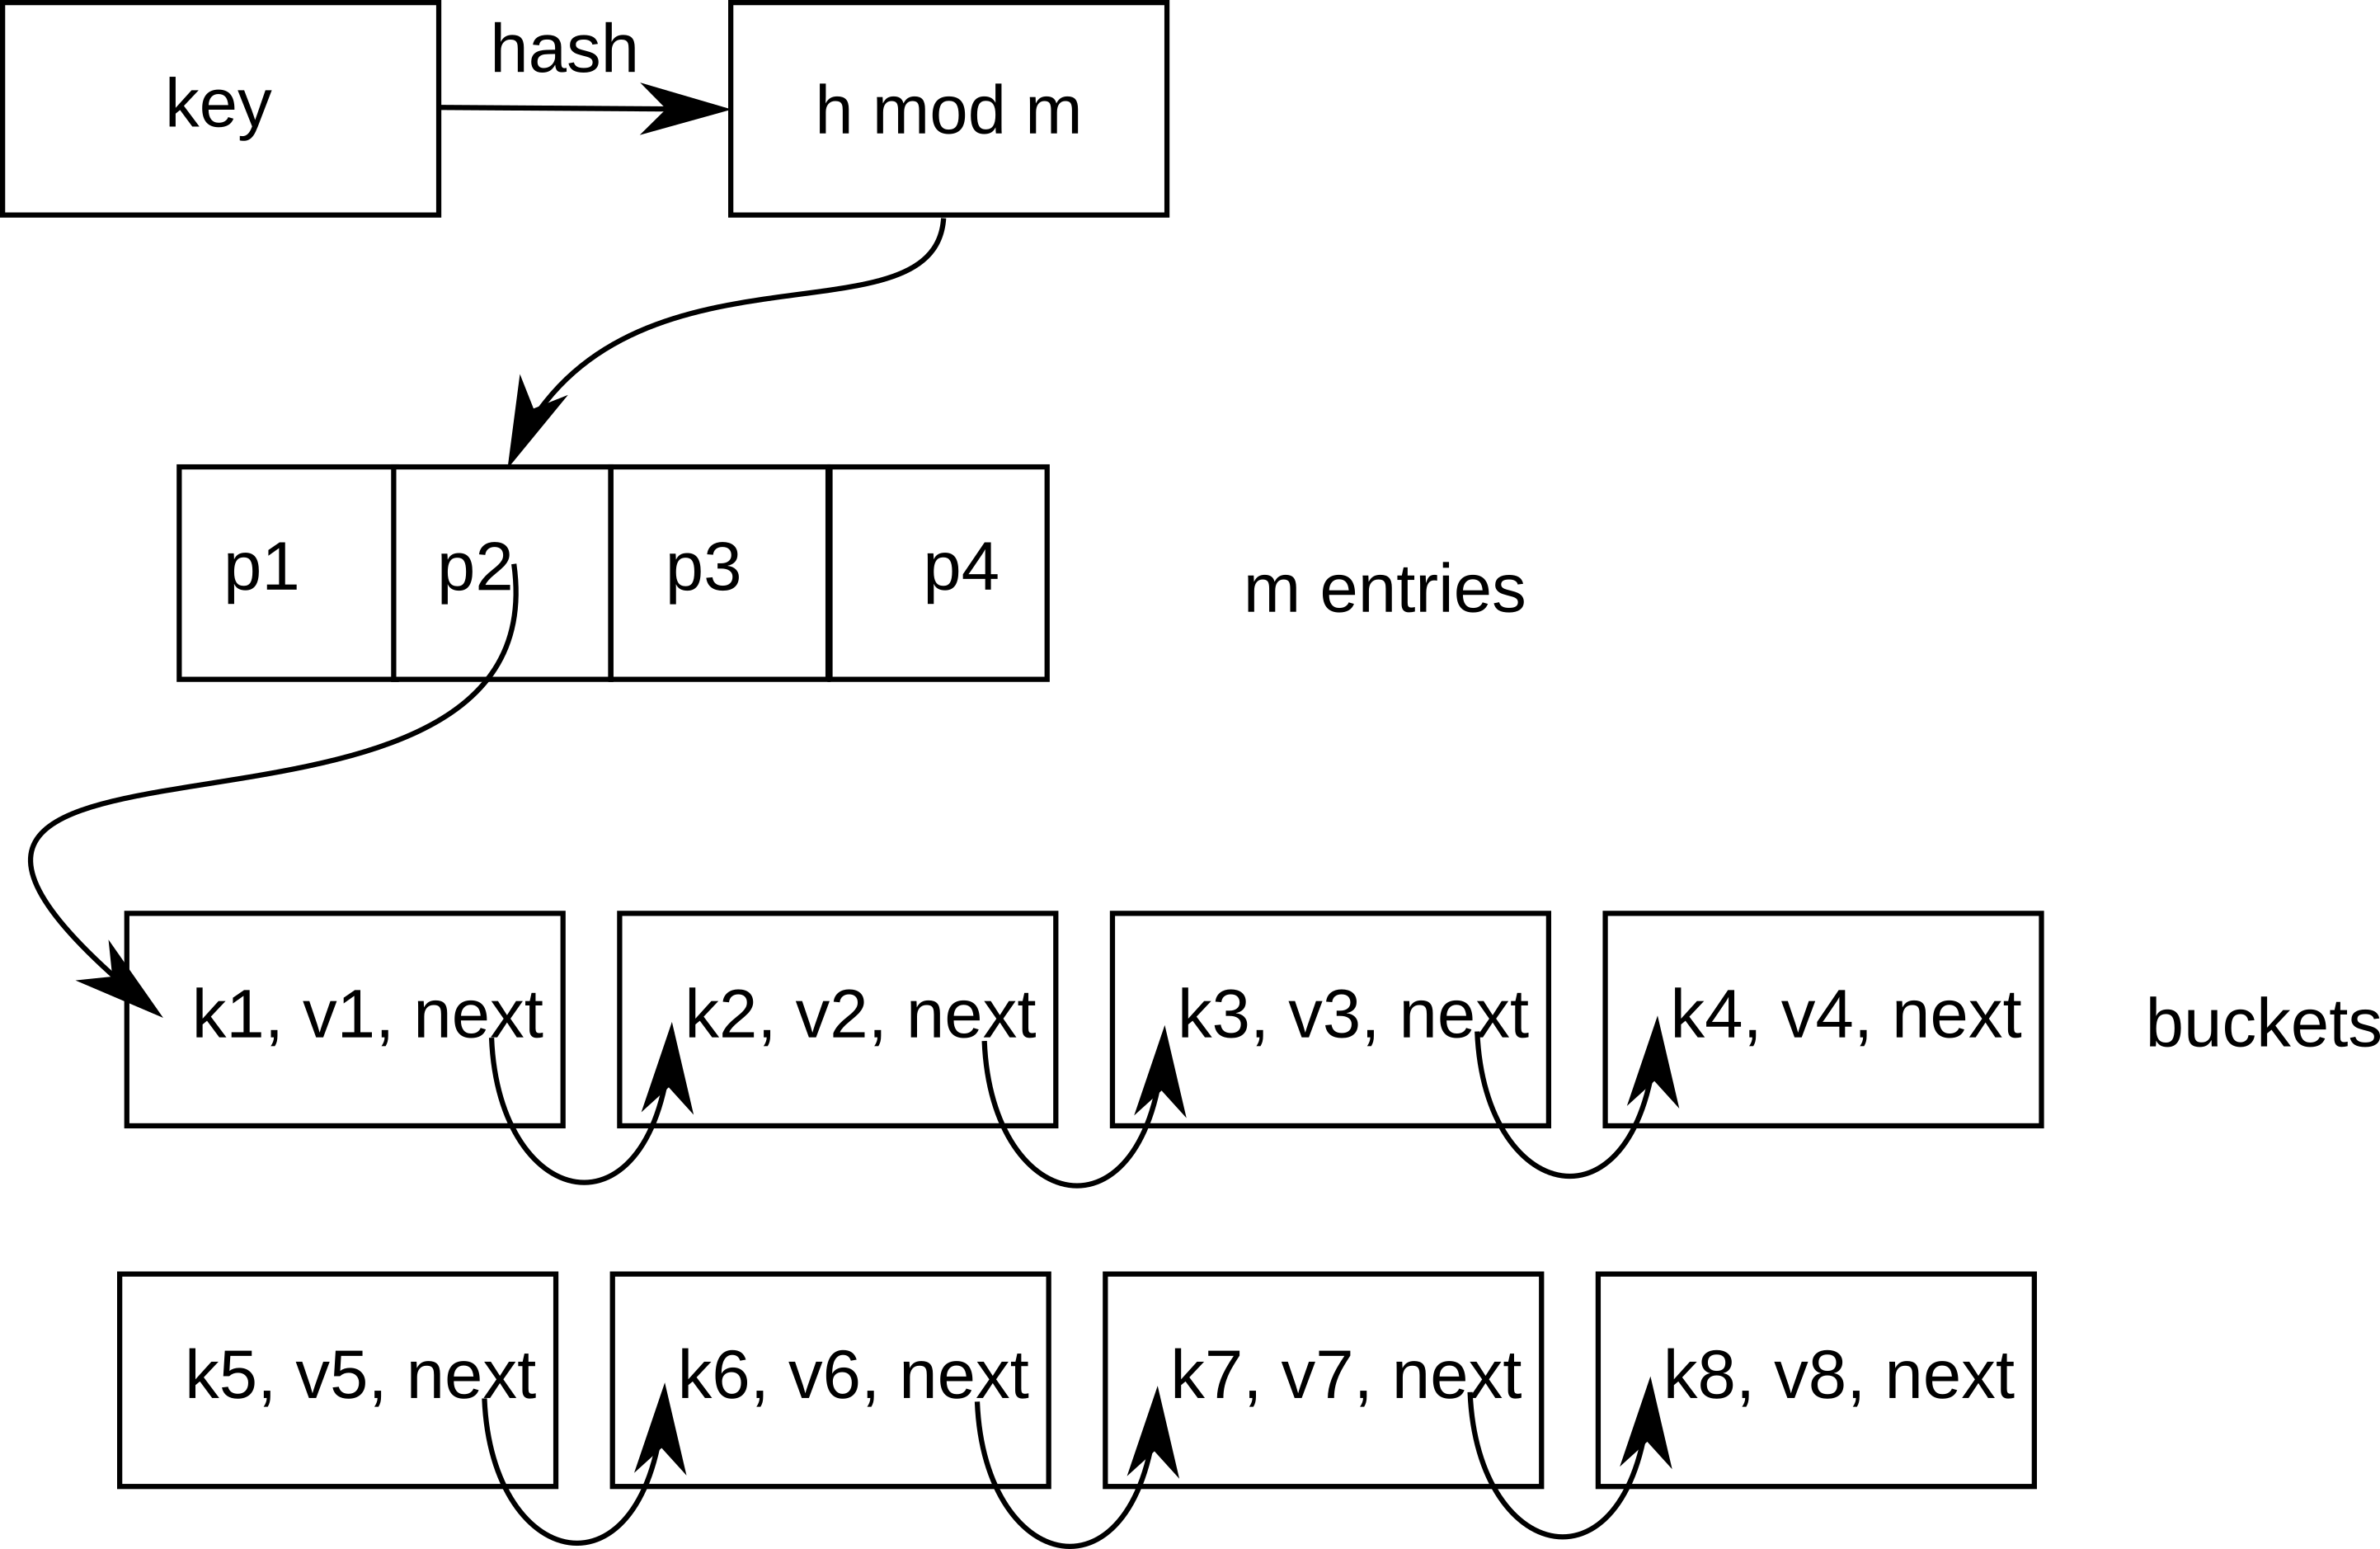 hash
key
h mod m
p1
p2
p3
p4
m entries
k1, v1, next
k2, v2, next
k3, v3, next
k4, v4, next
buckets
k5, v5, next
k6, v6, next
k7, v7, next
k8, v8, next